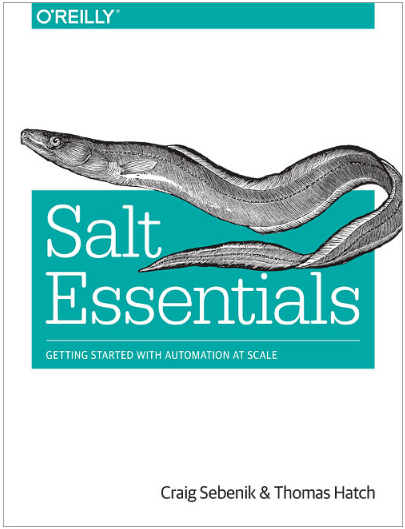 O'REILLY®
Salt
Essentials
GETTING STARTED WITH AUTOMATION AT SCALE
Craig Sebenik & Thomas Hatch